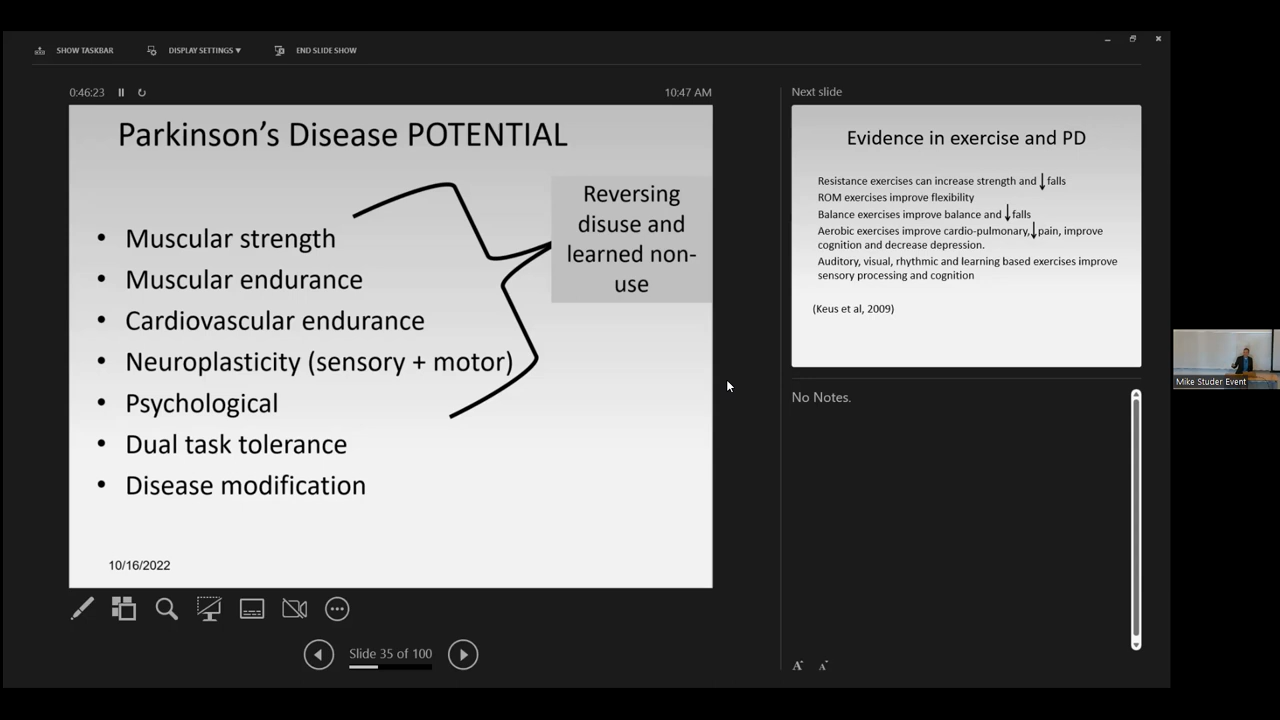 SHOW TASKBAR DISPLAY SETTINGS ▾ END SLIDE SHOW
0:46:23 10:47 AM
Parkinson's Disease POTENTIAL
Reversing
disuse and
learned non-
use
• Muscular strength
• Muscular endurance
• Cardiovascular endurance
• Neuroplasticity (sensory + motor)
• Psychological
• Dual task tolerance
• Disease modification
10/16/2022
Slide 35 of 100
Next slide
Evidence in exercise and PD
Resistance exercises can increase strength and ↓ falls
ROM exercises improve flexibility
Balance exercises improve balance and ↓ falls
Aerobic exercises improve cardio-pulmonary, ↓ pain, improve
cognition and decrease depression.
Auditory, visual, rhythmic and learning based exercises improve
sensory processing and cognition
(Keus et al, 2009)
No Notes.
A A
Mike Studer Event